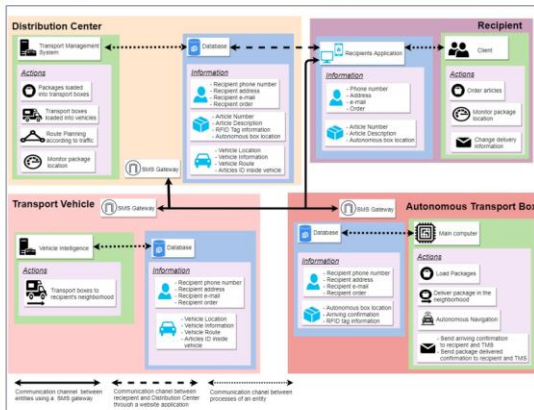 Distribution Center
Transport Management
System
Actions
Packages loaded
into transport boxes
Transport boxes
loaded into vehicles
Route Planning
according to traffic
Monitor package
location
Database
Information
- Recipient phone number
- Recipient address
- Recipient e-mail
- Recipient order
- Article Number
- Article Description
- RFID Tag information
- Autonomous box location
- Vehicle Location
- Vehicle Information
- Vehicle Route
- Articles ID inside vehicle
SMS Gateway
Recipient
Recipients Application
Information
- Phone number
- Address
- e-mail
- Order
- Article Number
- Article Description
- Autonomous box location
Client
Actions
Order articles
Monitor package
location
Change delivery
information
Transport Vehicle
SMS Gateway
Vehicle Intelligence
Actions
Transport boxes to
recipient's neighborhood
Database
Information
- Recipient phone number
- Recipient address
- Recipient e-mail
- Recipient order
- Vehicle Location
- Vehicle Information
- Vehicle Route
- Articles ID inside
vehicle
SMS Gateway
Autonomous Transport Box
Database
Information
- Recipient phone number
- Recipient address
- Recipient e-mail
- Recipient order
- Autonomous box location
- Arriving confirmation
- RFID tag information
Main computer
Actions
Load Packages
Deliver package in the
neighborhood
Autonomous Navigation
- Send arriving confirmation
to recipient and TMS
- Send package delivered
confirmation to recipient and TMS
Communication channel between
entities using a SMS gateway
Communication chanel between
reciepient and Distribution Center
through a website application
Communication chanel between
processes of an entity